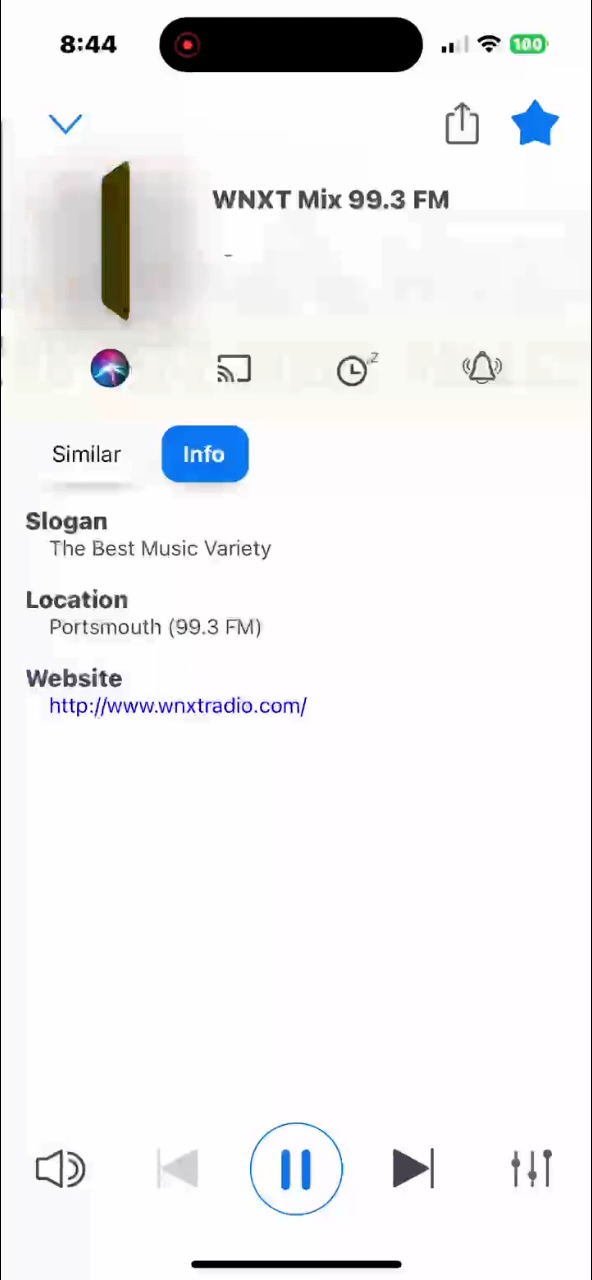 8:44
100
WNXT Mix 99.3 FM
-
z
Similar
Info
Slogan
The Best Music Variety
Location
Portsmouth (99.3 FM)
Website
http://www.wnxtradio.com/